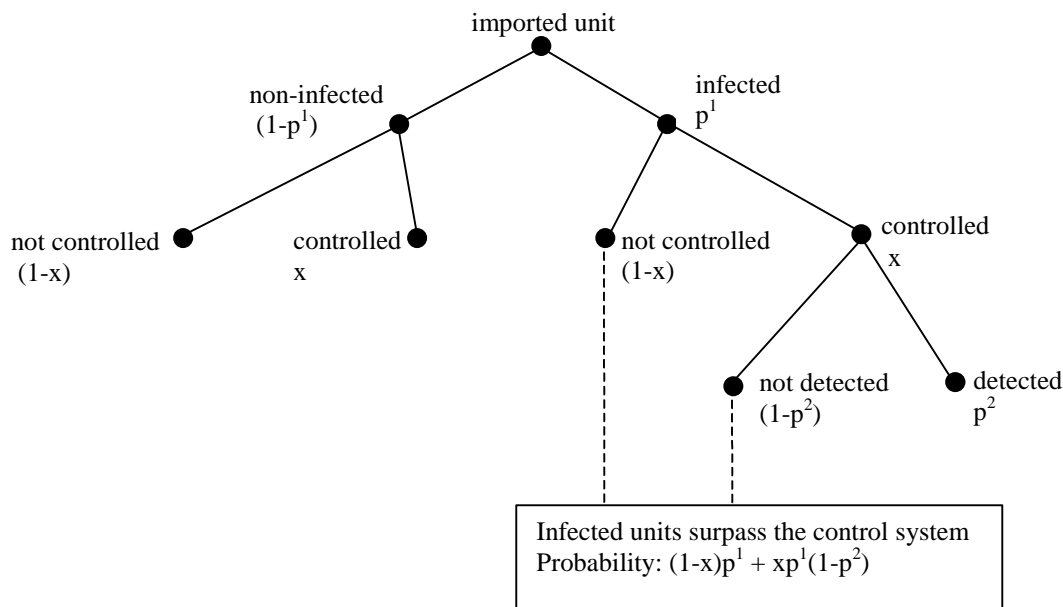 imported unit
non-infected
(1-p¹)
infected
p¹
not controlled
(1-x)
controlled
x
not controlled
(1-x)
controlled
x
not detected
(1-p²)
detected
p²
Infected units surpass the control system
Probability: (1-x)p¹ + xp¹(1-p²)